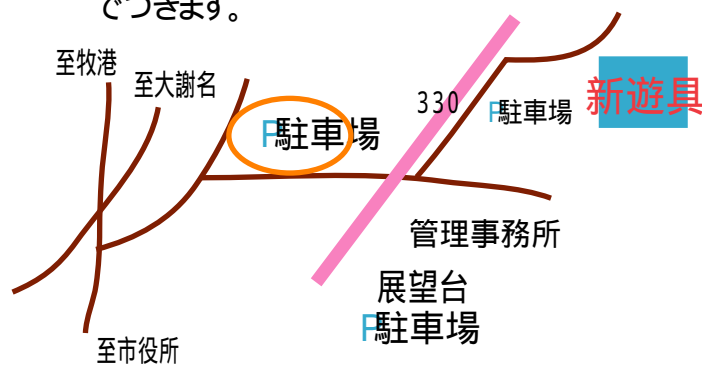 でつきます。
至牧港
至大謝名
330
P駐車場
P駐車場
新遊具
管理事務所
展望台
P駐車場
至市役所